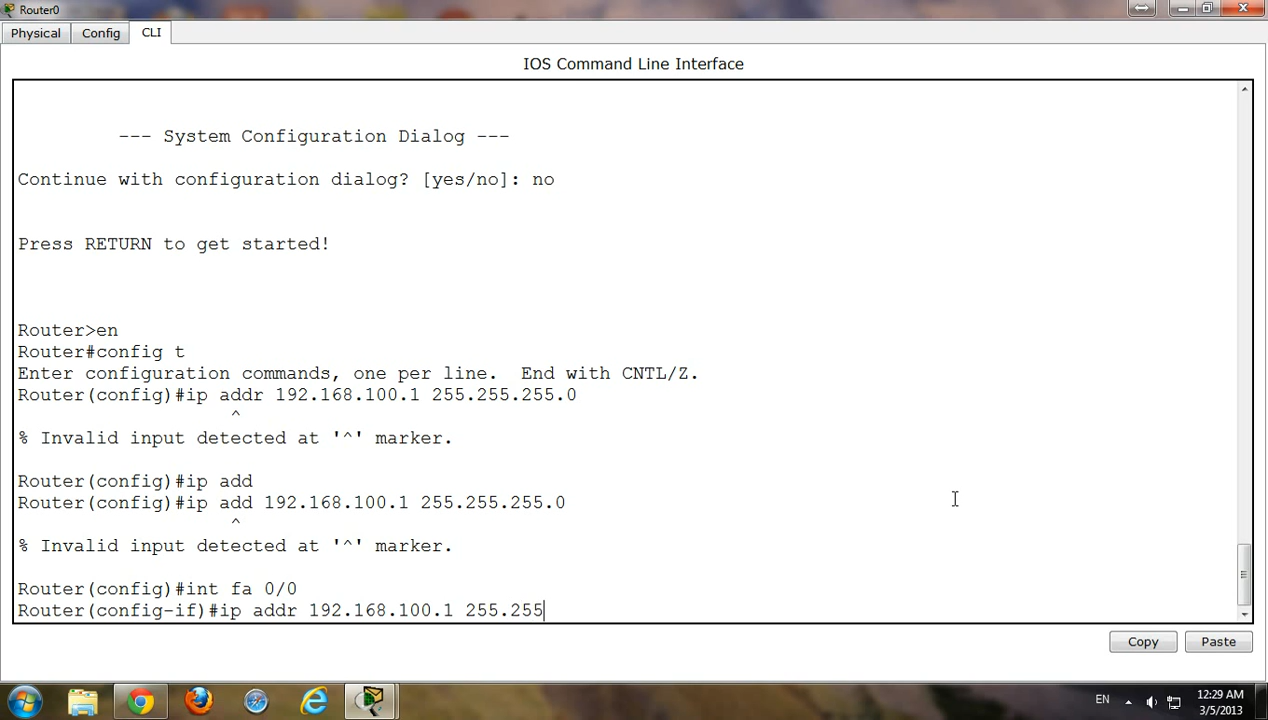 Router0
Physical Config CLI
IOS Command Line Interface
--- System Configuration Dialog ---
Continue with configuration dialog? [yes/no]: no
Press RETURN to get started!
Router>en
Router#config t
Enter configuration commands, one per line.  End with CNTL/Z.
Router(config)#ip addr 192.168.100.1 255.255.255.0
^
% Invalid input detected at '^' marker.
Router(config)#ip add
Router(config)#ip add 192.168.100.1 255.255.255.0
^
% Invalid input detected at '^' marker.
Router(config)#int fa 0/0
Router(config-if)#ip addr 192.168.100.1 255.255
Copy Paste
EN
12:29 AM
3/5/2013